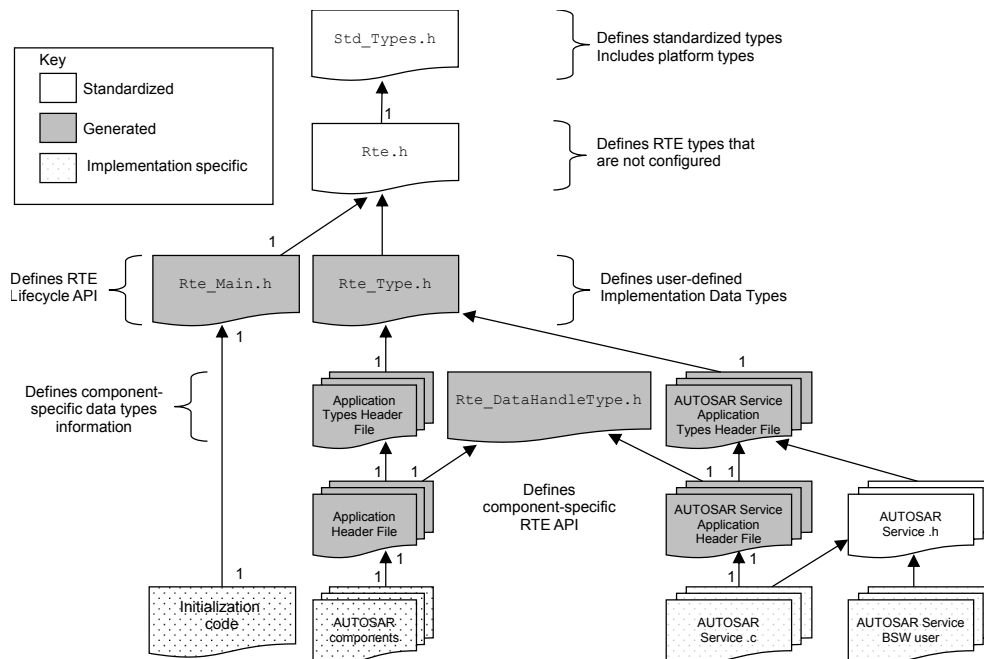 Std_Types.h
Defines standardized types
Includes platform types
Key
Standardized
Generated
Implementation specific
1
Rte.h
Defines RTE types that
are not configured
1
Defines RTE
Lifecycle API
Rte_Main.h
Rte_Type.h
Defines user-defined
Implementation Data Types
1
1
1
Defines component-
specific data types
information
Application
Types Header
File
Rte_DataHandleType.h
AUTOSAR Service
Application
Types Header File
1
1
1
1
Application
Header File
Defines
component-specific
RTE API
AUTOSAR Service
Application
Header File
AUTOSAR
Service .h
1
1
1
1
1
Initialization
code
AUTOSAR
components
AUTOSAR
Service .c
AUTOSAR Service
BSW user